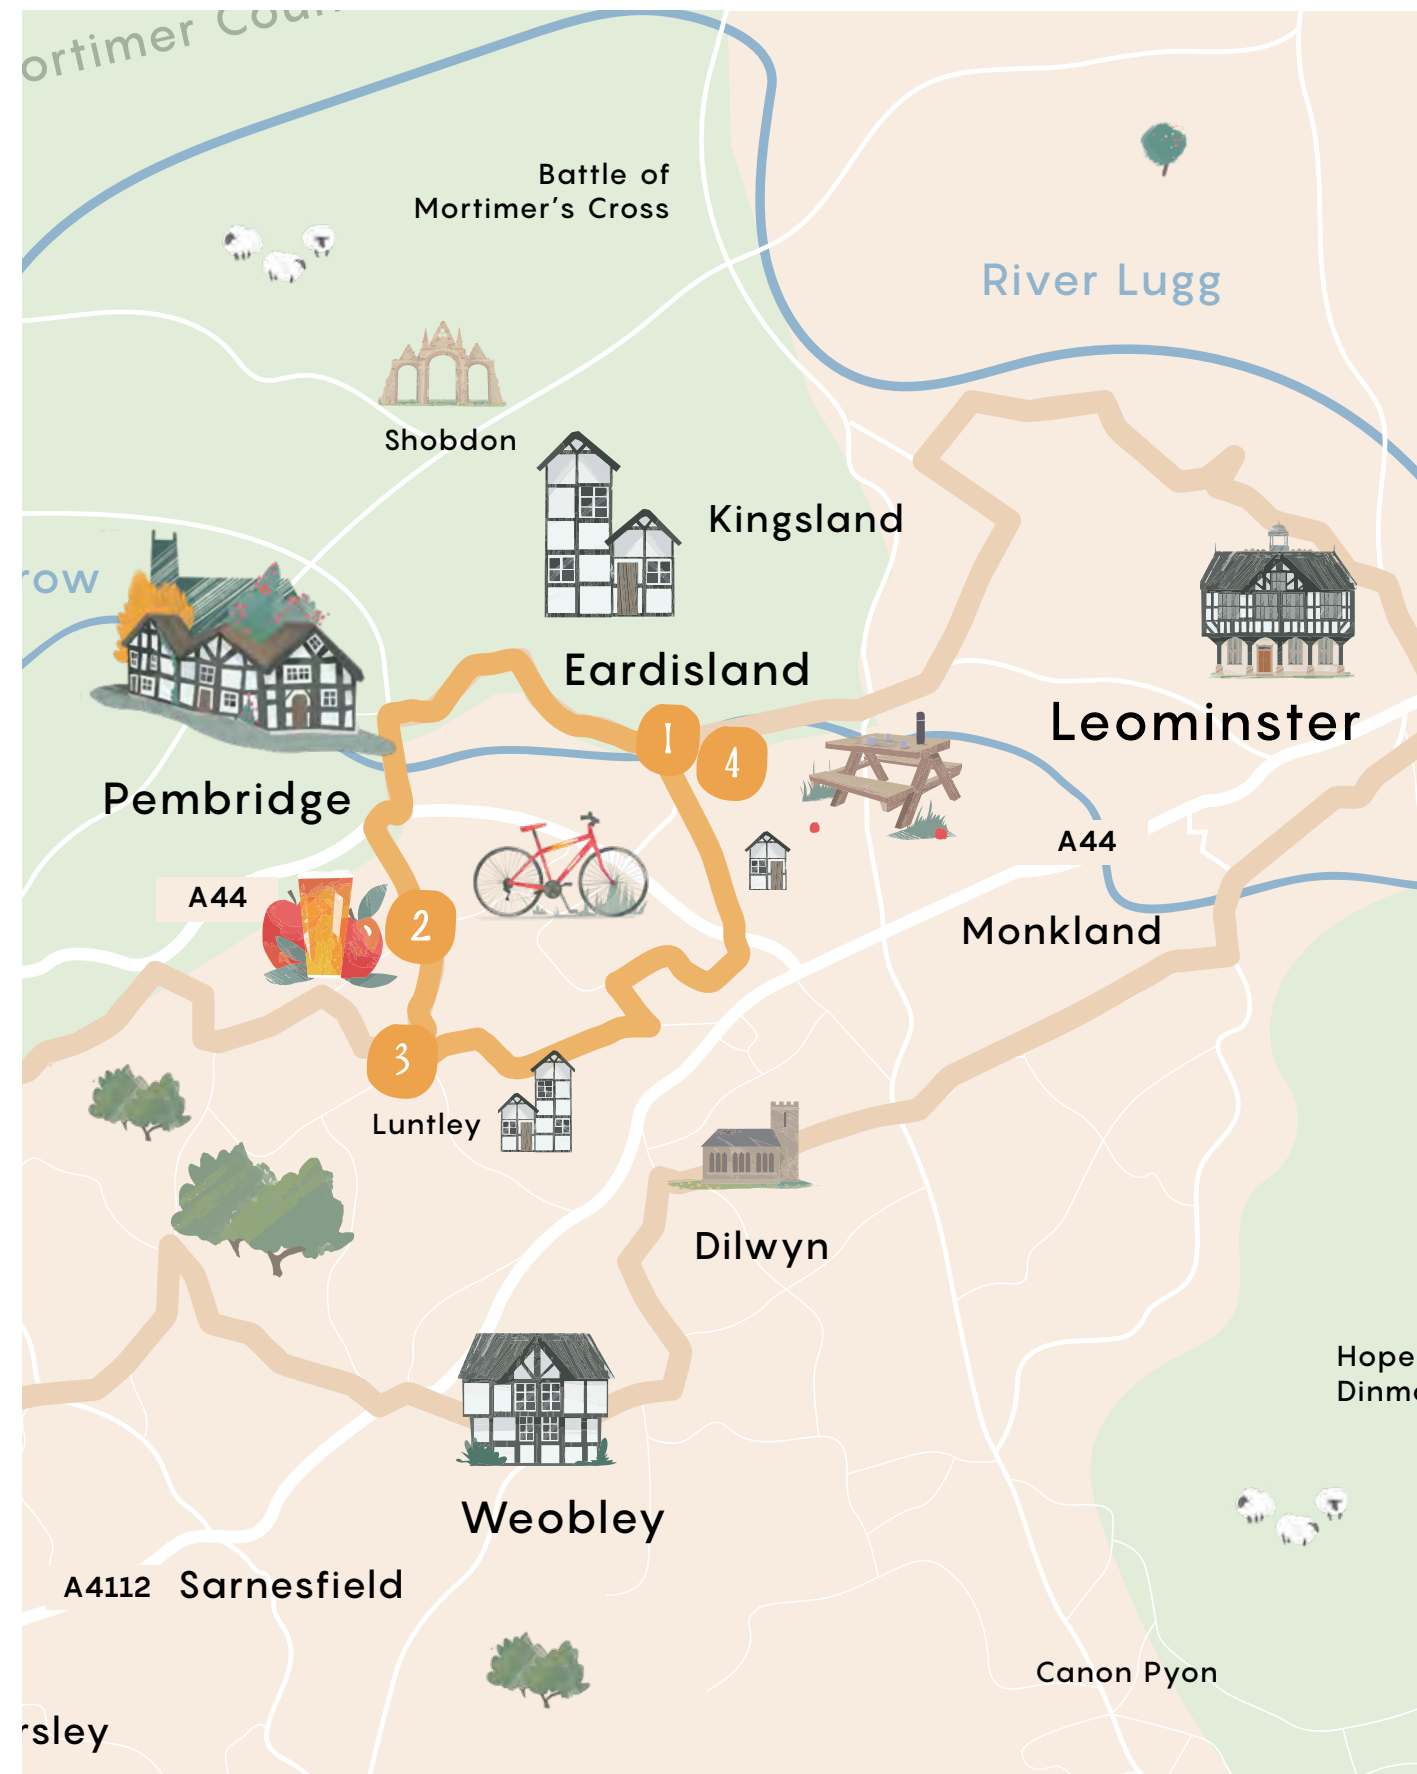 ortimer Coun
Battle of
Mortimer's Cross
River Lugg
Shobdon
Kingsland
row
Eardisland
Leominster
1
4
Pembridge
A44
A44
2
Monkland
3
Luntley
Dilwyn
Hope
Dinm
Weobley
A4112 Sarnesfield
Canon Pyon
rsley